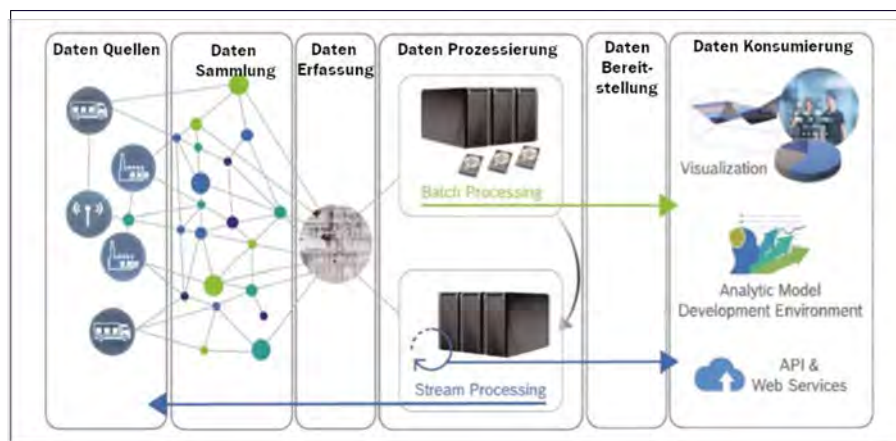 Daten Quellen
Daten
Sammlung
Daten
Erfassung
Daten Prozessierung
Daten
Bereit-
stellung
Daten Konsumierung
Batch Processing
Stream Processing
Visualization
Analytic Model
Development Environment
API &
Web Services